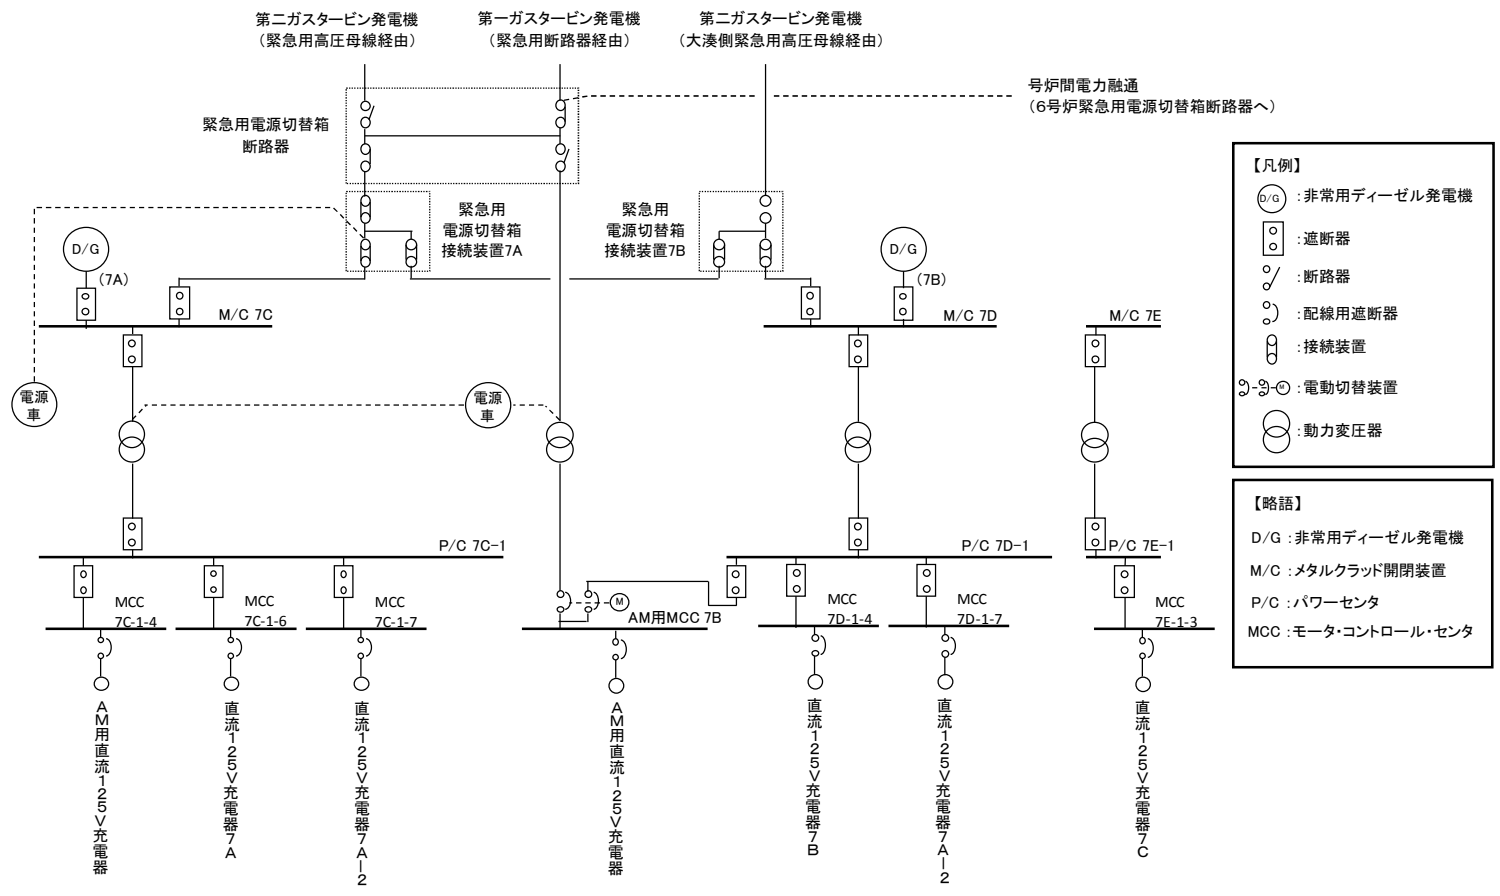 第二ガスタービン発電機
（緊急用高圧母線経由）
第一ガスタービン発電機
（緊急用断路器経由）
第二ガスタービン発電機
（大湊側緊急用高圧母線経由）
号炉間電力融通
（6号炉緊急用電源切替箱断路器へ）
緊急用電源切替箱
断路器
緊急用
電源切替箱
接続装置7A
緊急用
電源切替箱
接続装置7B
D/G
(7A)
D/G
(7B)
M/C 7C
M/C 7D
M/C 7E
電源
車
電源
車
P/C 7C-1
P/C 7D-1
P/C 7E-1
MCC
7C-1-4
MCC
7C-1-6
MCC
7C-1-7
M
AM用MCC 7B
MCC
7D-1-4
MCC
7D-1-7
MCC
7E-1-3
AM用直流125V充電器
直流125V充電器7A
直流125V充電器7A-2
AM用直流125V充電器
直流125V充電器7B
直流125V充電器7A-2
直流125V充電器7C
【凡例】
D/G
:非常用ディーゼル発電機
:遮断器
:断路器
:配線用遮断器
:接続装置
M
:電動切替装置
:動力変圧器
【略語】
D/G :非常用ディーゼル発電機
M/C :メタルクラッド開閉装置
P/C :パワーセンタ
MCC :モータ・コントロール・センタ